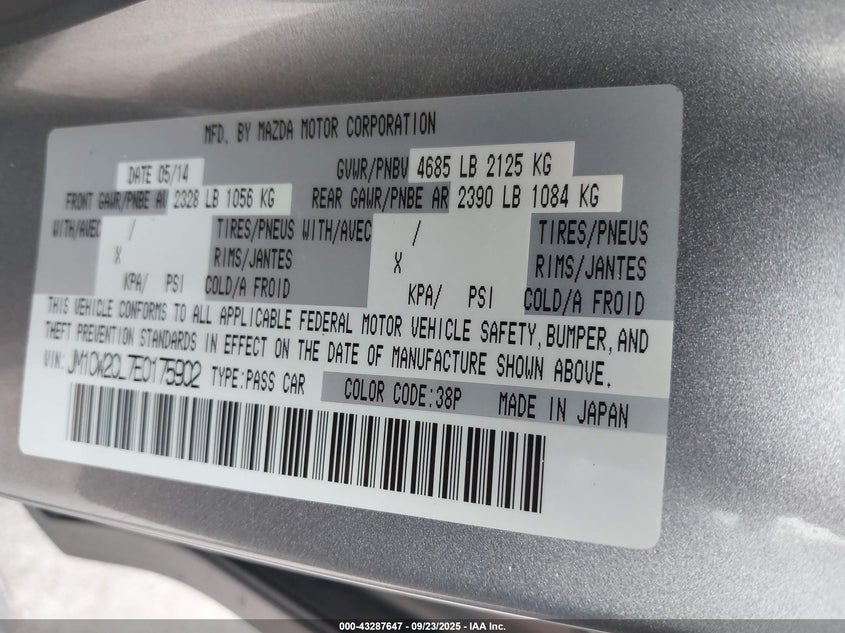 MFD. BY MAZDA MOTOR CORPORATION
DATE 05/14 GVWR/PNBV 4685 LB 2125 KG
FRONT GAWR/PNBE AV 2328 LB 1056 KG REAR GAWR/PNBE AR 2390 LB 1084 KG
WITH/AVEC / TIRES/PNEUS WITH/AVEC / TIRES/PNEUS
X RIMS/JANTES X RIMS/JANTES
KPA/ PSI COLD/A FROID KPA/ PSI COLD/A FROID
THIS VEHICLE CONFORMS TO ALL APPLICABLE FEDERAL MOTOR VEHICLE SAFETY, BUMPER, AND
THEFT PREVENTION STANDARDS IN EFFECT ON THE DATE OF MANUFACTURE SHOWN ABOVE.
VIN: JM1CW2CL7E0175902 TYPE:PASS CAR COLOR CODE:38P MADE IN JAPAN
000-43287647 - 09/23/2025 - IAA Inc.